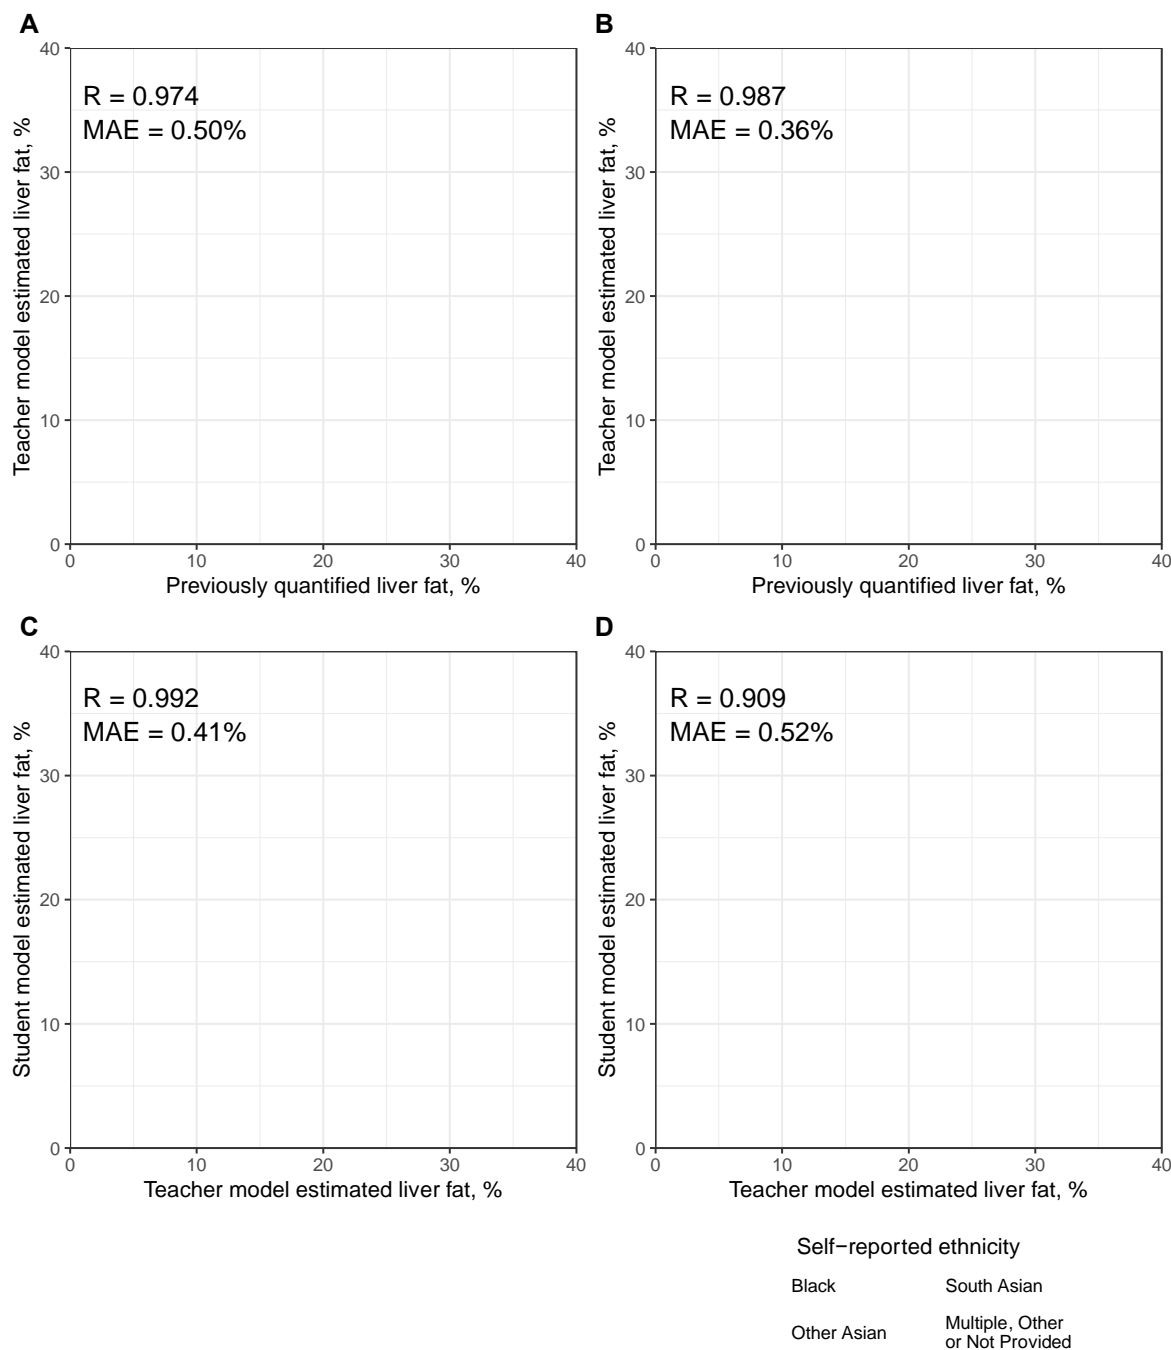 A
B
40
30
20
10
0
R = 0.974
MAE = 0.50%
Teacher model estimated liver fat, %
0 10 20 30 40
Previously quantified liver fat, %
40
30
20
10
0
R = 0.987
MAE = 0.36%
Teacher model estimated liver fat, %
0 10 20 30 40
Previously quantified liver fat, %
C
D
40
30
20
10
0
R = 0.992
MAE = 0.41%
Student model estimated liver fat, %
0 10 20 30 40
Teacher model estimated liver fat, %
40
30
20
10
0
R = 0.909
MAE = 0.52%
Student model estimated liver fat, %
0 10 20 30 40
Teacher model estimated liver fat, %
Self−reported ethnicity
Black
South Asian
Other Asian
Multiple, Other
or Not Provided